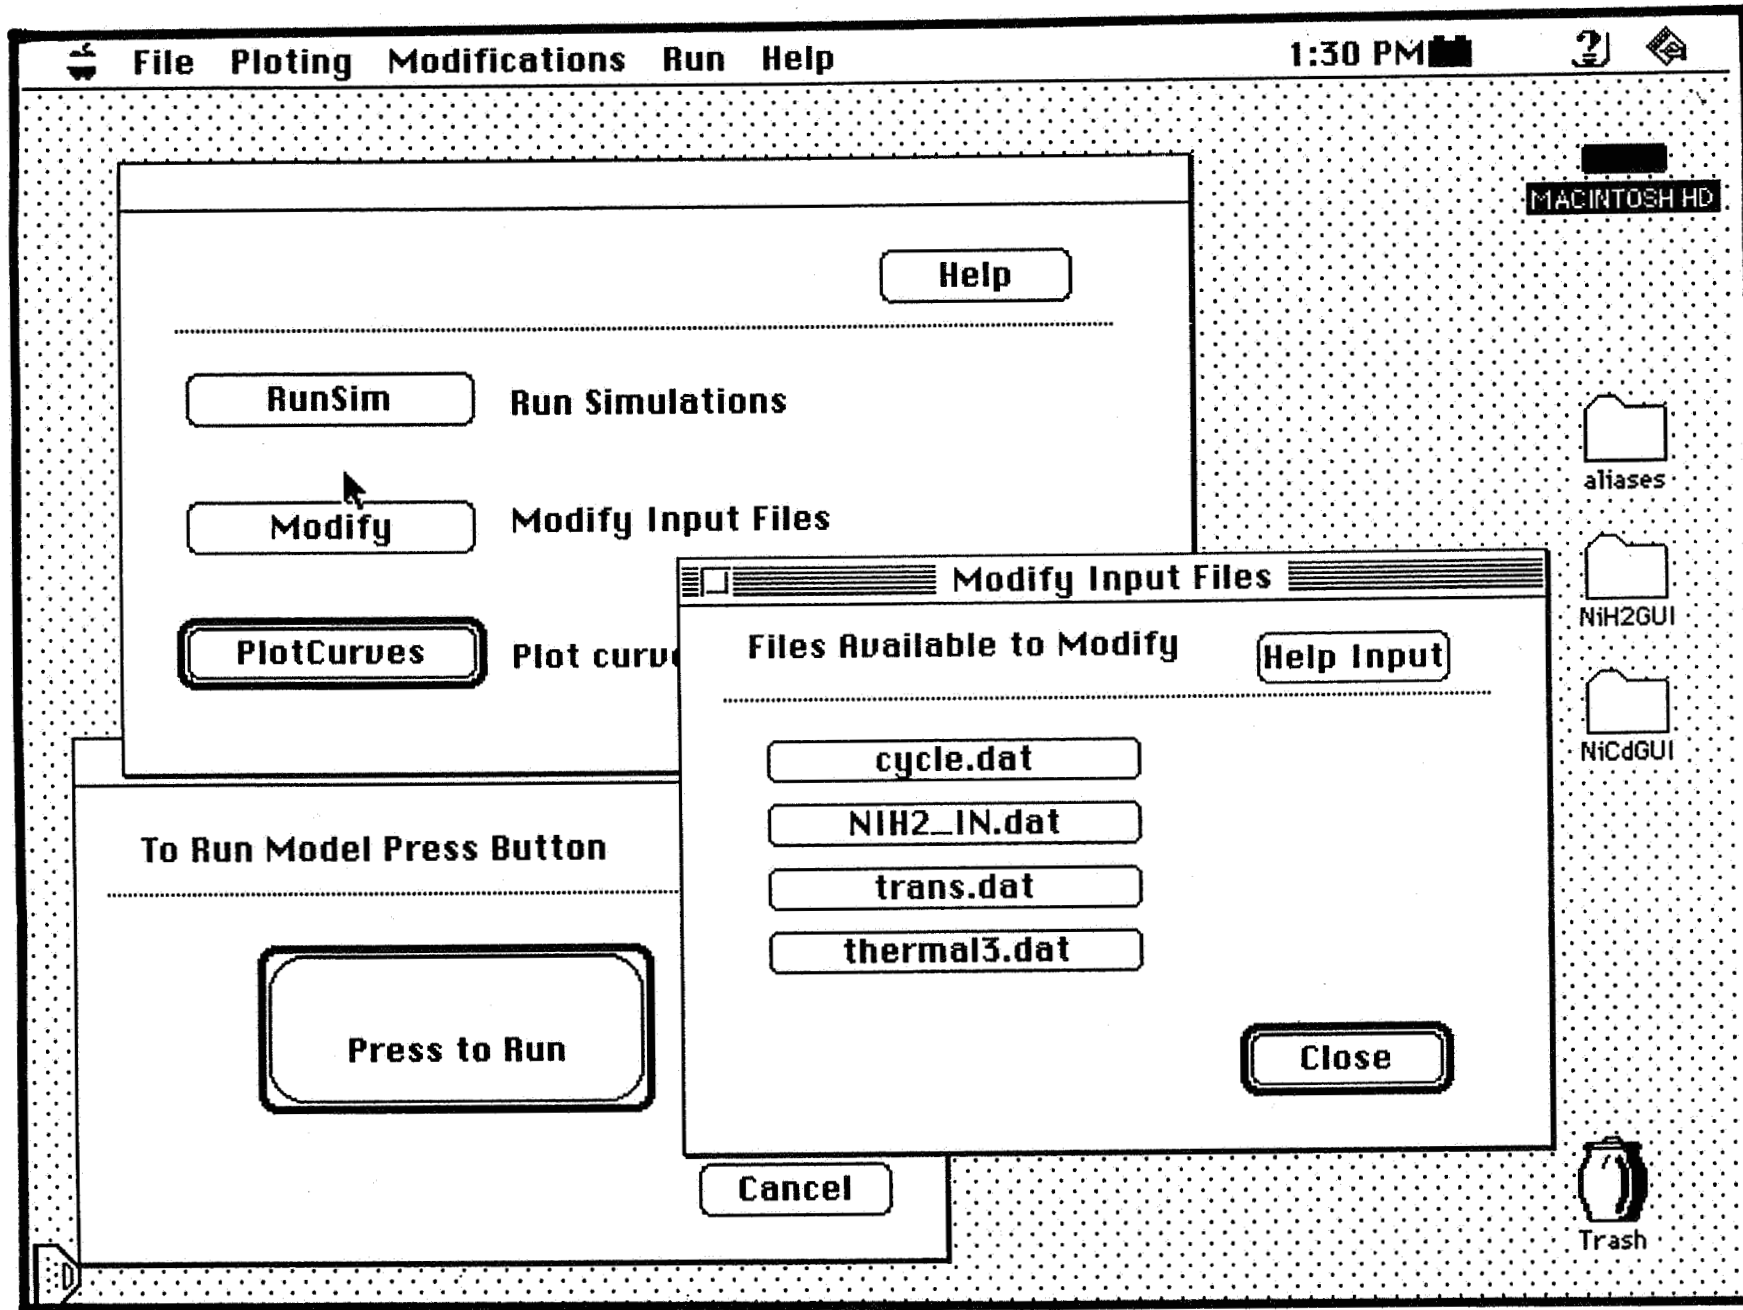 File Ploting Modifications Run Help 1:30 PM
MACINTOSH HD
Help
RunSim Run Simulations
Modify Modify Input Files
PlotCurves Plot curv
Modify Input Files
Files Available to Modify Help Input
cycle.dat
NIH2_IN.dat
trans.dat
thermal3.dat
Close
To Run Model Press Button
Press to Run
Cancel
aliases
NiH2GUI
NiCdGUI
Trash